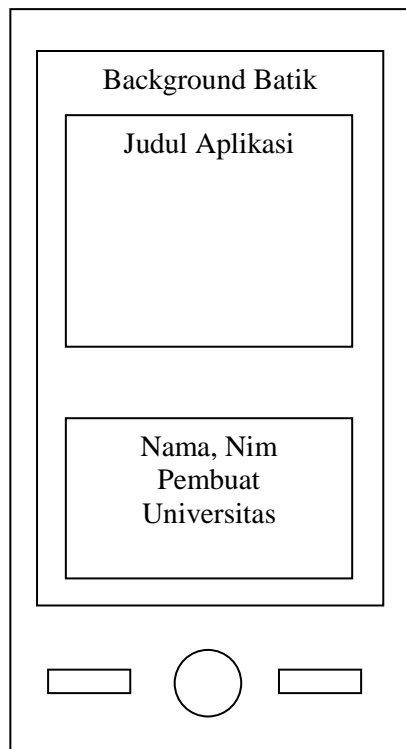 Background Batik
Judul Aplikasi
Nama, Nim
Pembuat
Universitas